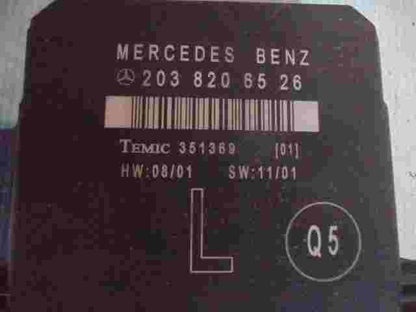 MERCEDES BENZ
203 820 65 26
TEMIC 351369 [01]
HW:08/01 SW:11/01
L
Q5